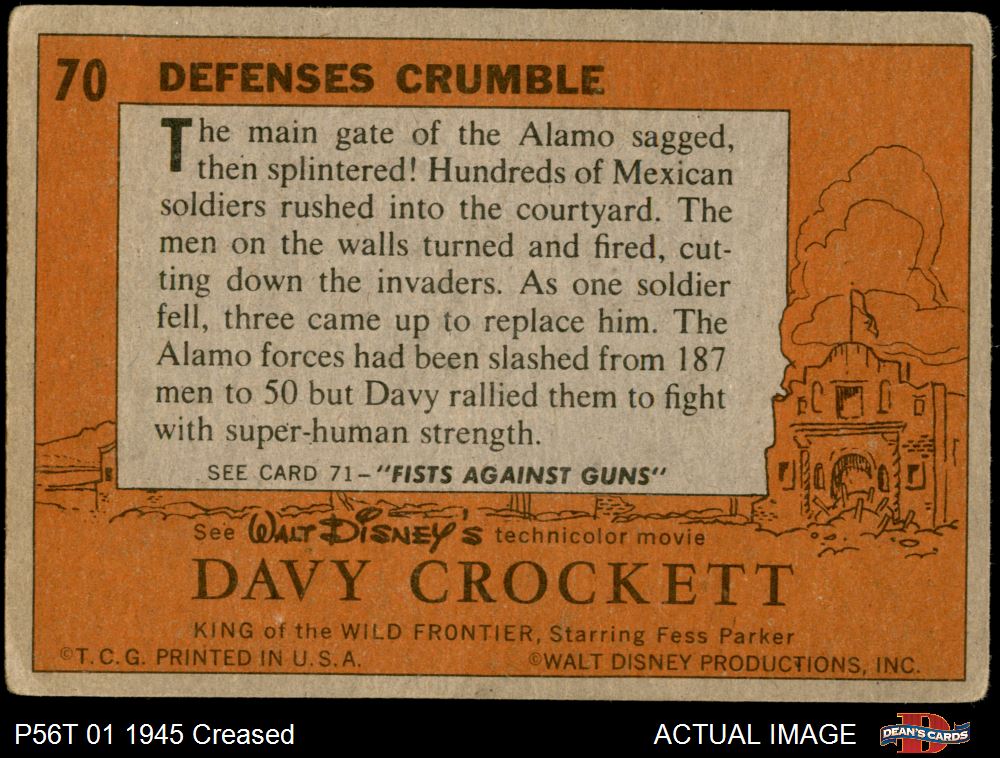 70 DEFENSES CRUMBLE
The main gate of the Alamo sagged,
then splintered! Hundreds of Mexican
soldiers rushed into the courtyard. The
men on the walls turned and fired, cut-
ting down the invaders. As one soldier
fell, three came up to replace him. The
Alamo forces had been slashed from 187
men to 50 but Davy rallied them to fight
with super-human strength.
SEE CARD 71–"FISTS AGAINST GUNS"
See WALT DISNEY'S technicolor movie
DAVY CROCKETT
KING of the WILD FRONTIER, Starring Fess Parker
©T.C.G. PRINTED IN U.S.A. ©WALT DISNEY PRODUCTIONS, INC.
P56T 01 1945 Creased ACTUAL IMAGE DEAN'S CARDS